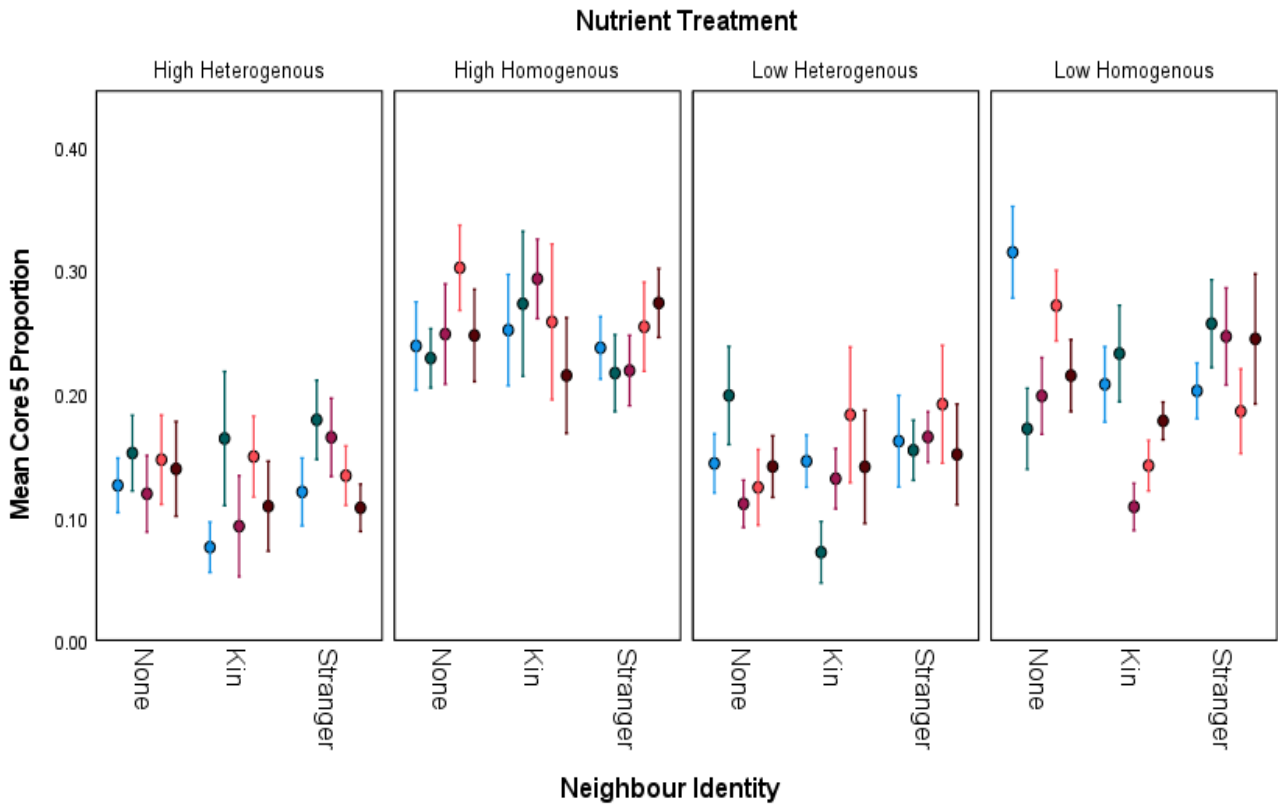 Nutrient Treatment
High Heterogenous
High Homogenous
Low Heterogenous
Low Homogenous
Mean Core 5 Proportion
0.40
0.30
0.20
0.10
0.00
None
Kin
Stranger
None
Kin
Stranger
None
Kin
Stranger
None
Kin
Stranger
Neighbour Identity